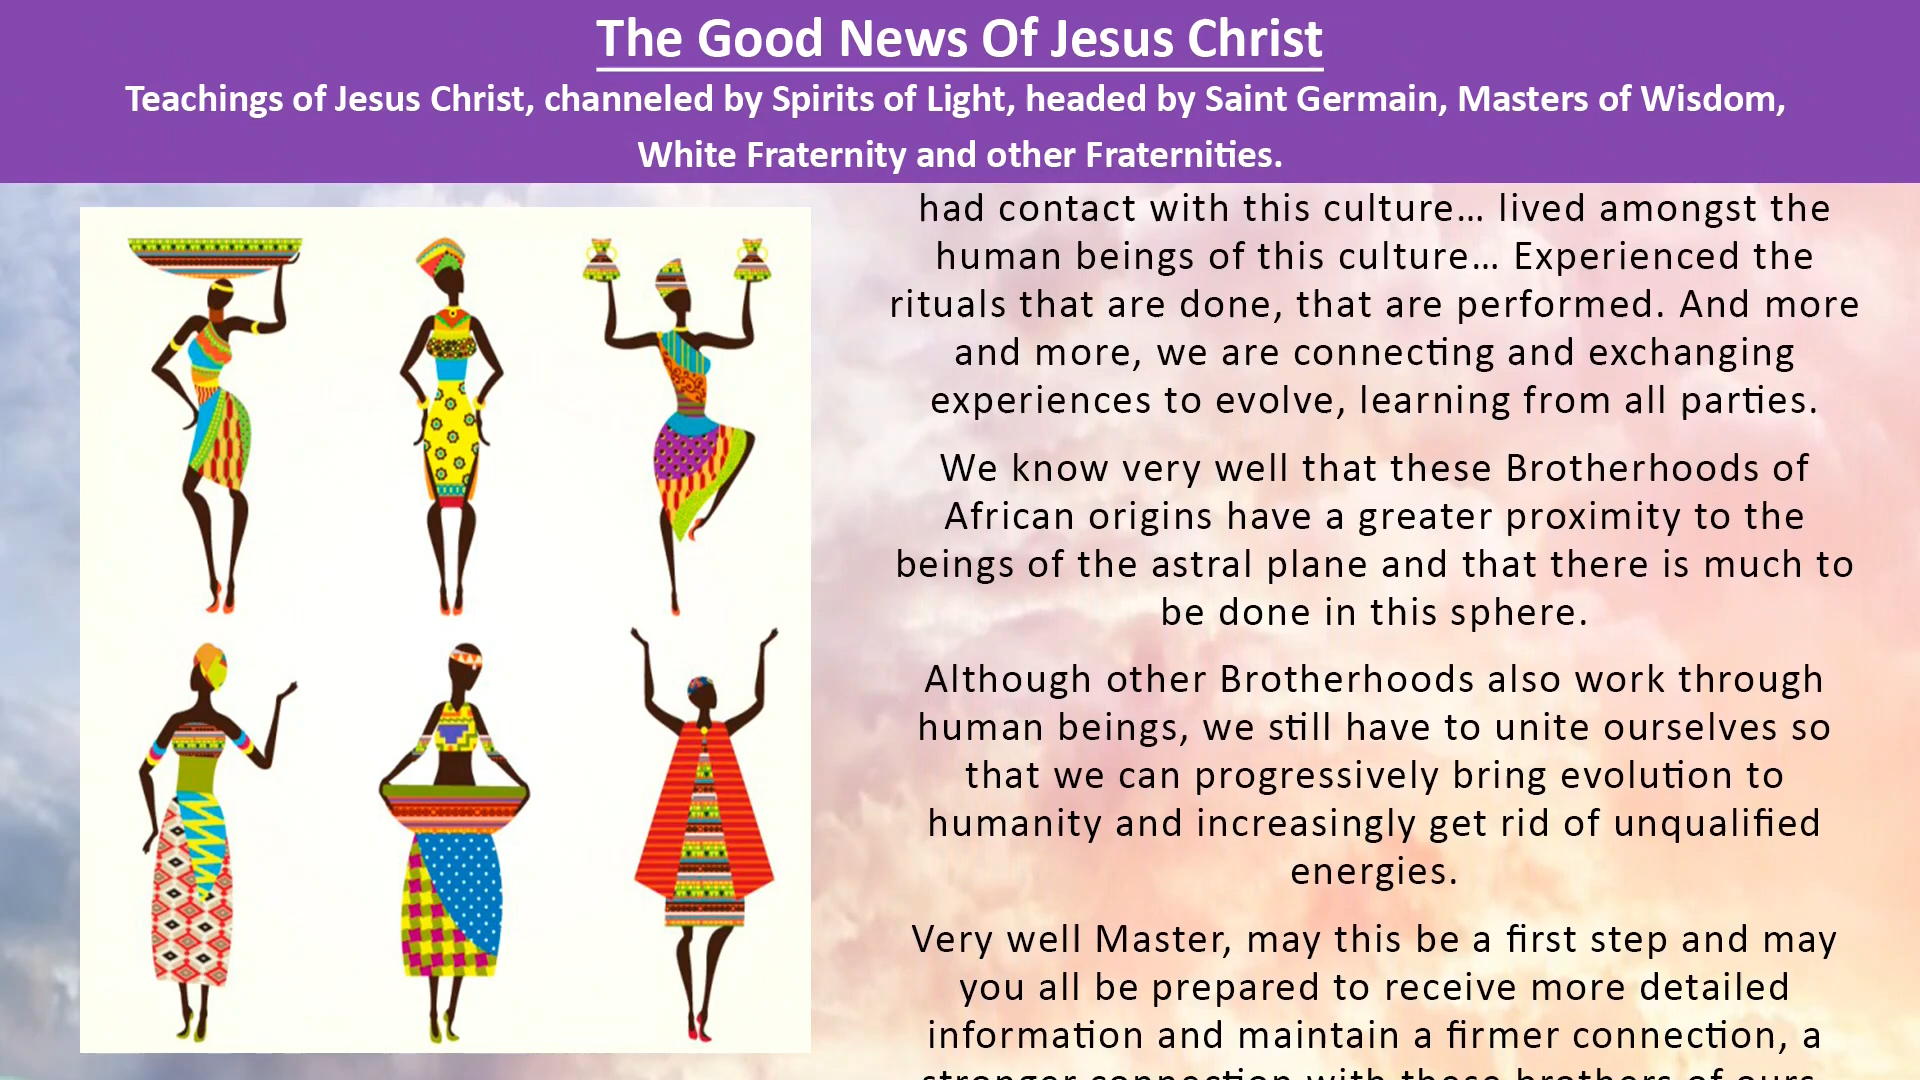 The Good News Of Jesus Christ
Teachings of Jesus Christ, channeled by Spirits of Light, headed by Saint Germain, Masters of Wisdom,
White Fraternity and other Fraternities.
had contact with this culture... lived amongst the
human beings of this culture... Experienced the
rituals that are done, that are performed. And more
and more, we are connecting and exchanging
experiences to evolve, learning from all parties.
We know very well that these Brotherhoods of
African origins have a greater proximity to the
beings of the astral plane and that there is much to
be done in this sphere.
Although other Brotherhoods also work through
human beings, we still have to unite ourselves so
that we can progressively bring evolution to
humanity and increasingly get rid of unqualified
energies.
Very well Master, may this be a first step and may
you all be prepared to receive more detailed
information and maintain a firmer connection, a
stronger connection with these brothers of ours